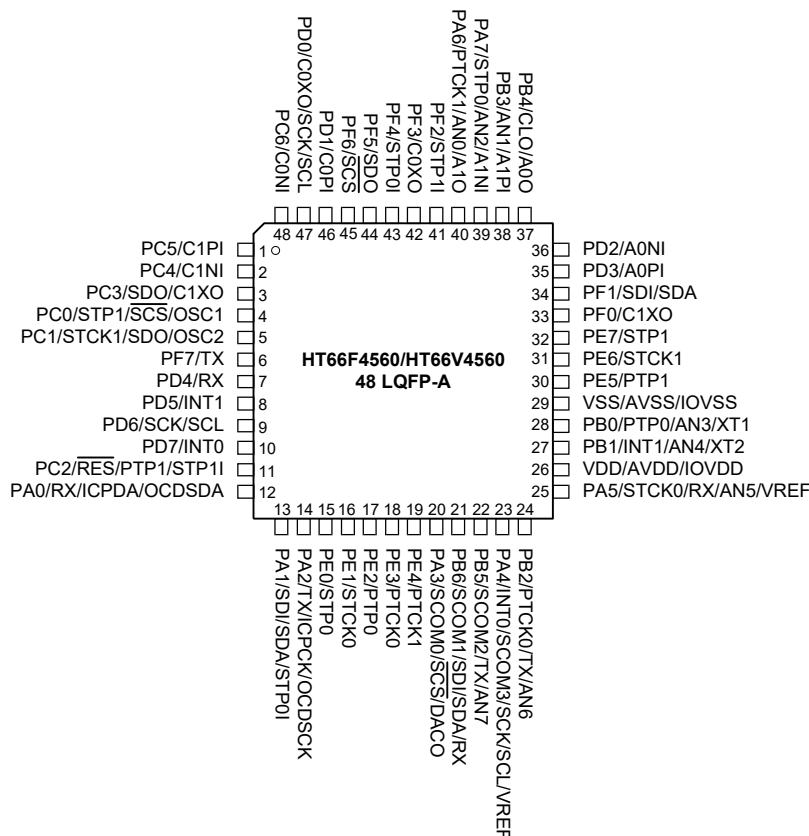 PC6/C0NI
PD0/C0XO/SCK/SCL
PD1/C0PI
PF6/SCS
PF5/SDO
PF4/STP0I
PF3/C0XO
PF2/STP1I
PA6/PTCK1/AN0/A1O
PA7/STP0/AN2/A1NI
PB3/AN1/A1PI
PB4/CLO/A0O
48 47 46 45 44 43 42 41 40 39 38 37
PC5/C1PI 1
PC4/C1NI 2
PC3/SDO/C1XO 3
PC0/STP1/SCS/OSC1 4
PC1/STCK1/SDO/OSC2 5
PF7/TX 6
PD4/RX 7
PD5/INT1 8
PD6/SCK/SCL 9
PD7/INT0 10
PC2/RES/PTP1/STP1I 11
PA0/RX/ICPDA/OCDSDA 12
HT66F4560/HT66V4560
48 LQFP-A
36 PD2/A0NI
35 PD3/A0PI
34 PF1/SDI/SDA
33 PF0/C1XO
32 PE7/STP1
31 PE6/STCK1
30 PE5/PTP1
29 VSS/AVSS/IOVSS
28 PB0/PTP0/AN3/XT1
27 PB1/INT1/AN4/XT2
26 VDD/AVDD/IOVDD
25 PA5/STCK0/RX/AN5/VREF
13 14 15 16 17 18 19 20 21 22 23 24
PA1/SDI/SDA/STP0I
PA2/TX/ICPCK/OCDSCK
PE0/STP0
PE1/STCK0
PE2/PTP0
PE3/PTCK0
PE4/PTCK1
PA3/SCOM0/SCS/DACO
PB6/SCOM1/SDI/SDA/RX
PB5/SCOM2/TX/AN7
PA4/INT0/SCOM3/SCK/SCL/VREF
PB2/PTCK0/TX/AN6